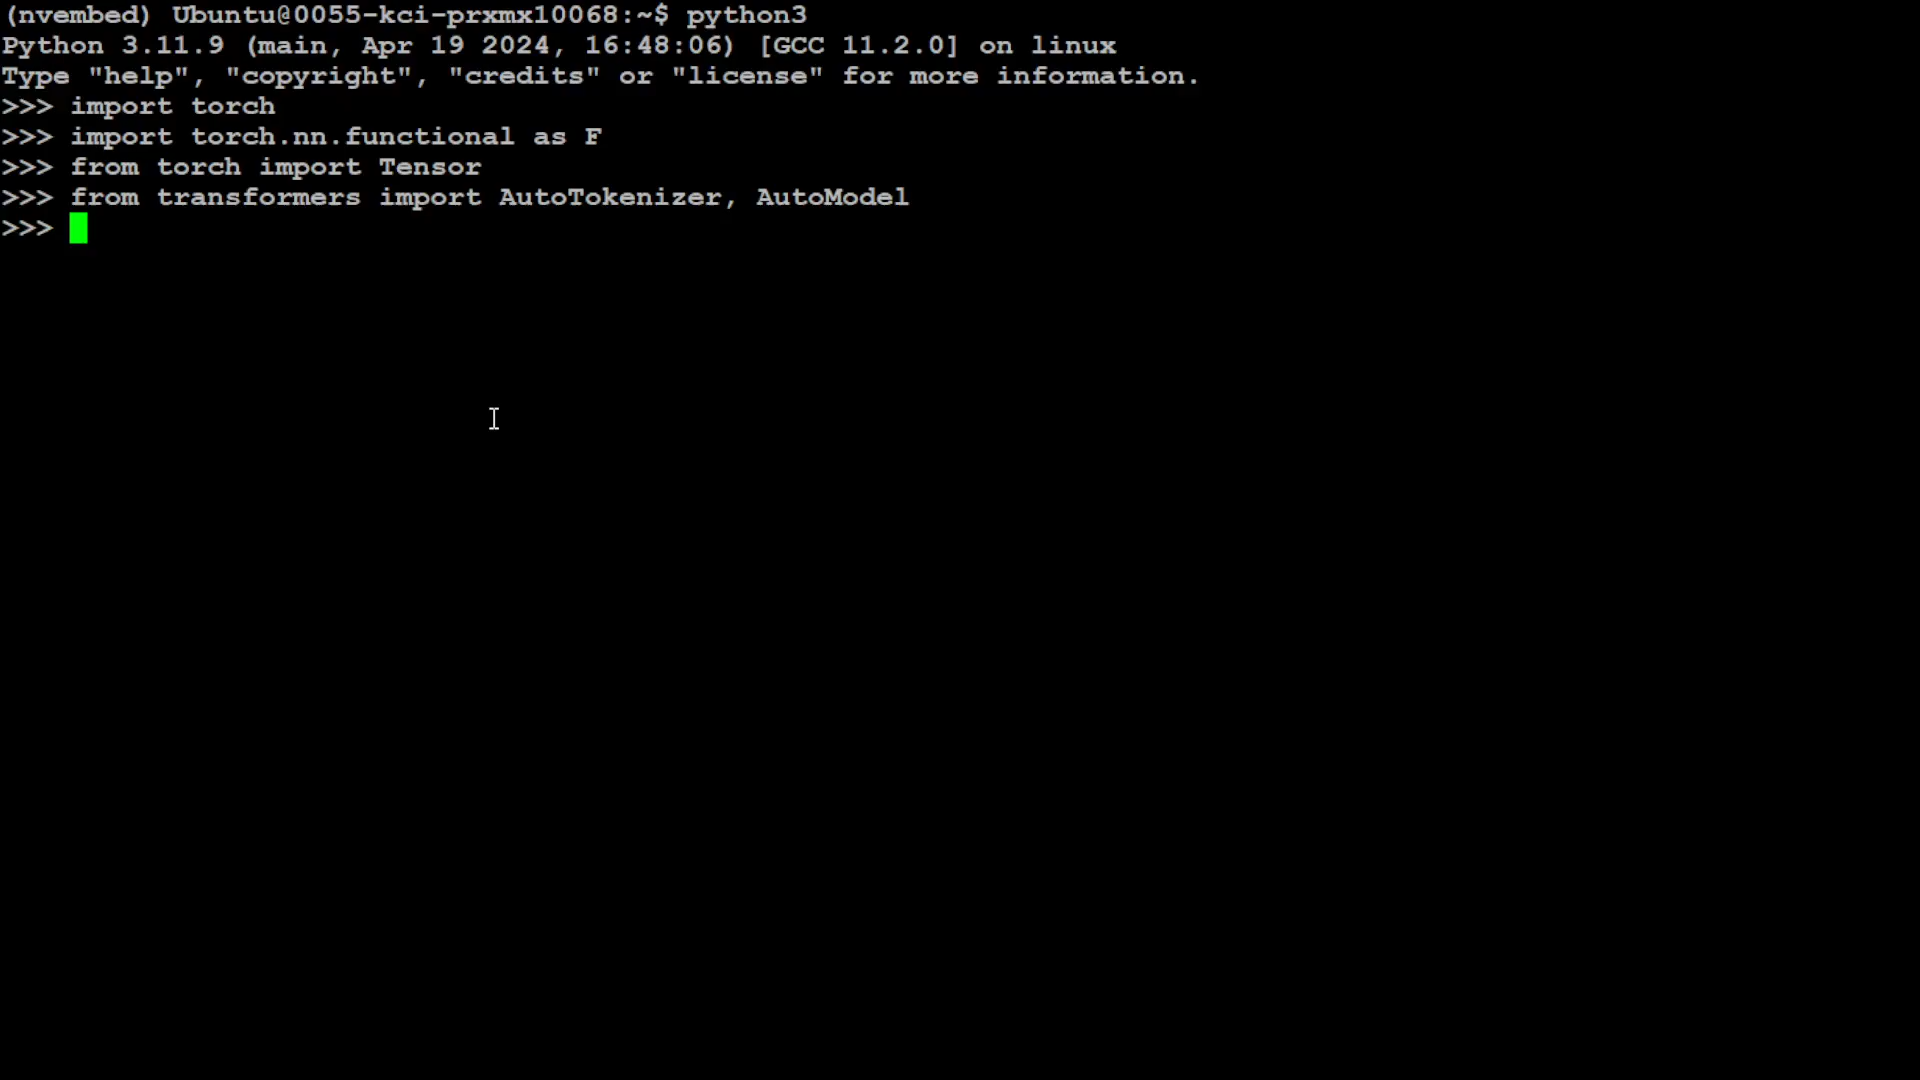 (nvembed) Ubuntu@0055-kci-prxmx10068:~$ python3
Python 3.11.9 (main, Apr 19 2024, 16:48:06) [GCC 11.2.0] on linux
Type "help", "copyright", "credits" or "license" for more information.
>>> import torch
>>> import torch.nn.functional as F
>>> from torch import Tensor
>>> from transformers import AutoTokenizer, AutoModel
>>>